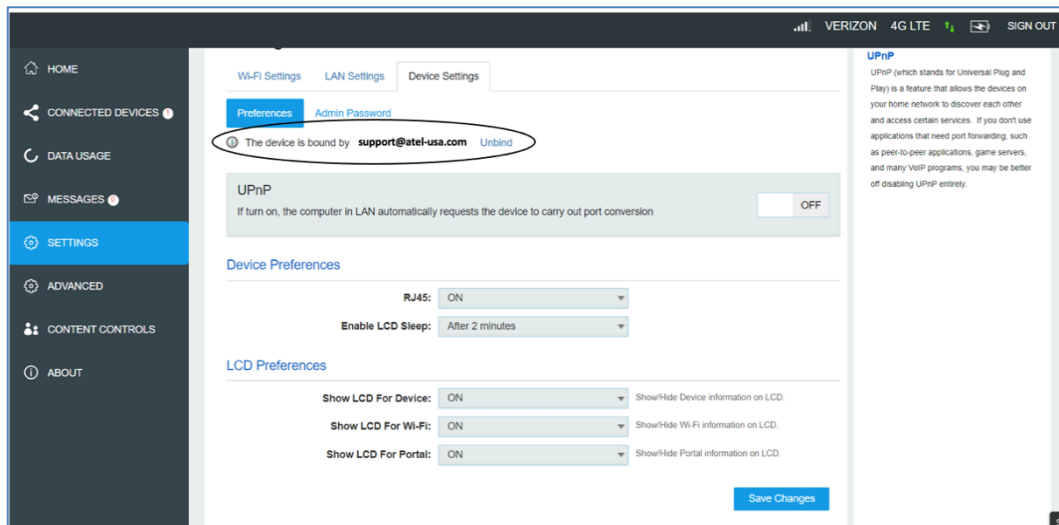 VERIZON 4G LTE SIGN OUT
HOME
CONNECTED DEVICES
DATA USAGE
MESSAGES
SETTINGS
ADVANCED
CONTENT CONTROLS
ABOUT
Wi-Fi Settings LAN Settings Device Settings
Preferences Admin Password
The device is bound by support@atel-usa.com Unbind
UPnP
If turn on, the computer in LAN automatically requests the device to carry out port conversion
OFF
Device Preferences
RJ45: ON
Enable LCD Sleep: After 2 minutes
LCD Preferences
Show LCD For Device: ON Show/Hide Device information on LCD.
Show LCD For Wi-Fi: ON Show/Hide Wi-Fi information on LCD.
Show LCD For Portal: ON Show/Hide Portal information on LCD.
Save Changes
UPnP
UPnP (which stands for Universal Plug and
Play) is a feature that allows the devices on
your home network to discover each other
and access certain services. If you don't use
applications that need port forwarding, such
as peer-to-peer applications, game servers,
and many VoIP programs, you may be better
off disabling UPnP entirely.